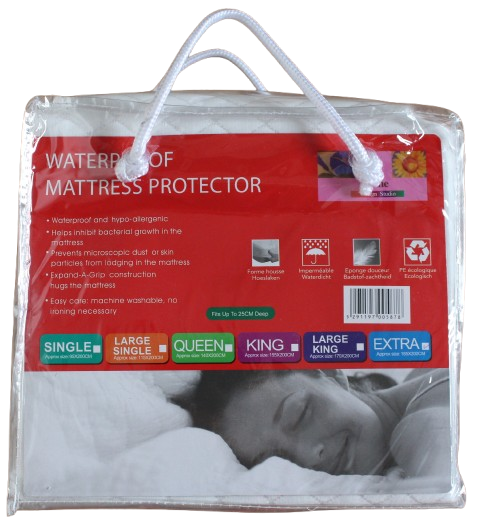 WATERPROOF
MATTRESS PROTECTOR
• Waterproof and hypo-allergenic
• Helps inhibit bacterial growth in the
mattress
• Prevents microscopic dust or skin
particles from lodging in the mattress
• Expand-A-Grip construction
hugs the mattress
• Easy care: machine washable, no
ironing necessary
Studio
Forme housse
Hoeslaken
Imperméable
Waterdicht
Eponge douceur
Badstof-zachtheid
PE écologique
Ecologisch
Fits Up To 25CM Deep
SINGLE
LARGE
SINGLE
QUEEN
KING
LARGE
KING
EXTRA